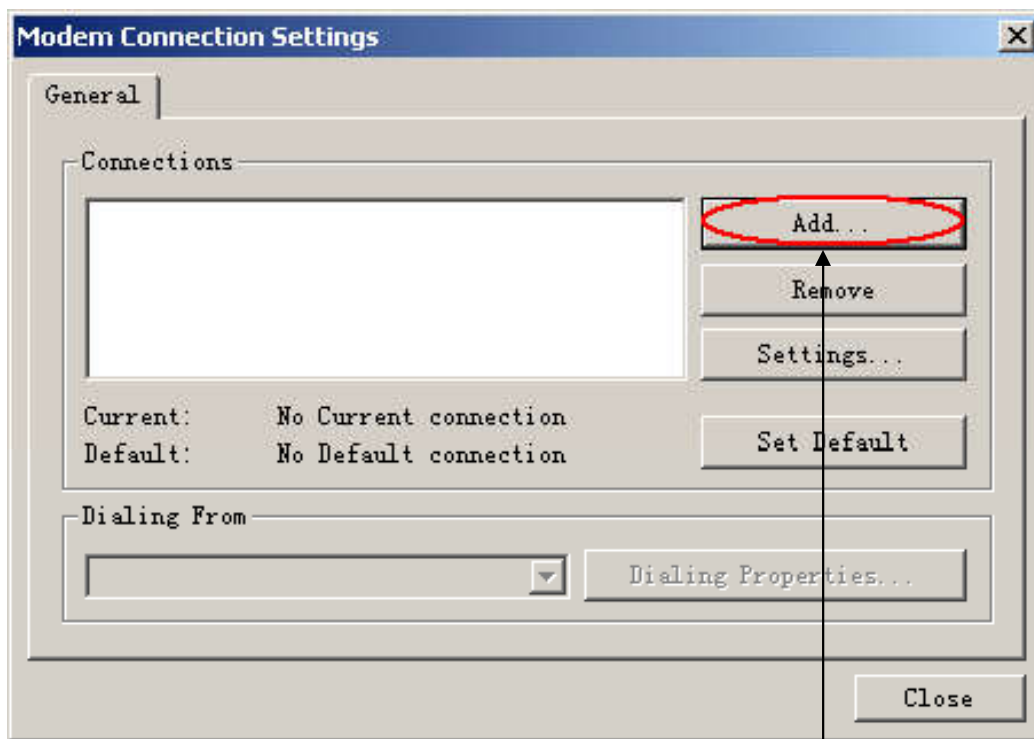 Modem Connection Settings
General
Connections
Add...
Remove
Settings...
Current: No Current connection
Default: No Default connection
Set Default
Dialing From
Dialing Properties...
Close